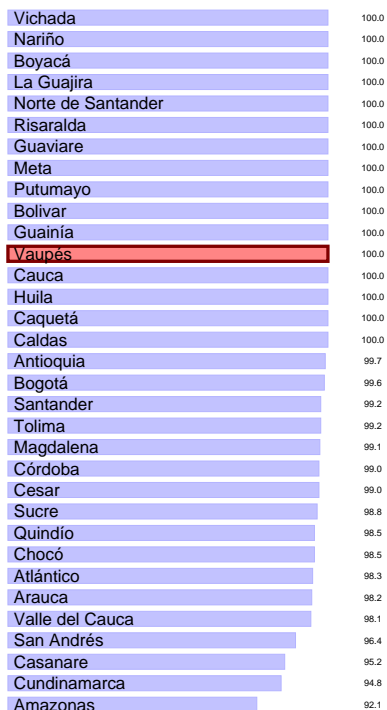 Vichada 100.0
Nariño 100.0
Boyacá 100.0
La Guajira 100.0
Norte de Santander 100.0
Risaralda 100.0
Guaviare 100.0
Meta 100.0
Putumayo 100.0
Bolivar 100.0
Guainía 100.0
Vaupés 100.0
Cauca 100.0
Huila 100.0
Caquetá 100.0
Caldas 100.0
Antioquia 99.7
Bogotá 99.6
Santander 99.2
Tolima 99.2
Magdalena 99.1
Córdoba 99.0
Cesar 99.0
Sucre 98.8
Quindío 98.5
Chocó 98.5
Atlántico 98.3
Arauca 98.2
Valle del Cauca 98.1
San Andrés 96.4
Casanare 95.2
Cundinamarca 94.8
Amazonas 92.1